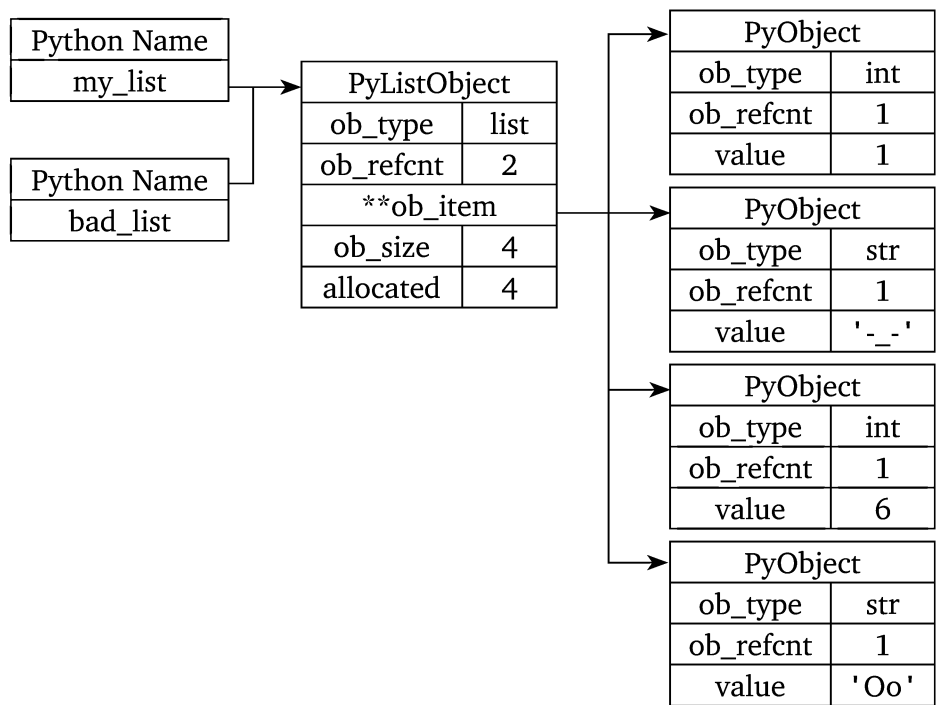 Python Name
my_list
Python Name
bad_list
PyListObject
ob_type list
ob_refcnt 2
**ob_item
ob_size 4
allocated 4
PyObject
ob_type int
ob_refcnt 1
value 1
PyObject
ob_type str
ob_refcnt 1
value '-_-'
PyObject
ob_type int
ob_refcnt 1
value 6
PyObject
ob_type str
ob_refcnt 1
value 'Oo'